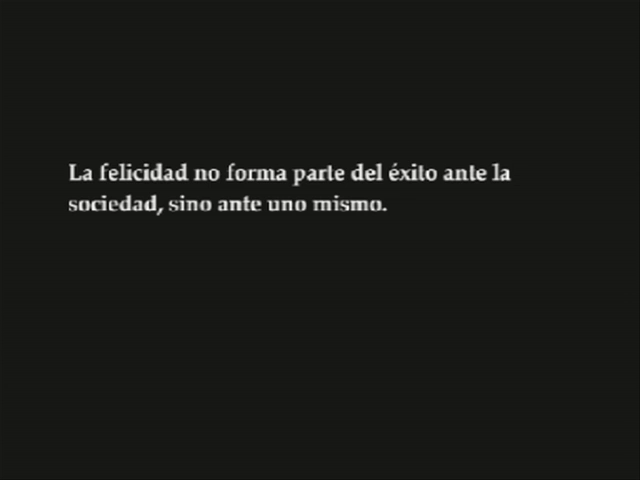 La felicidad no forma parte del éxito ante la
sociedad, sino ante uno mismo.